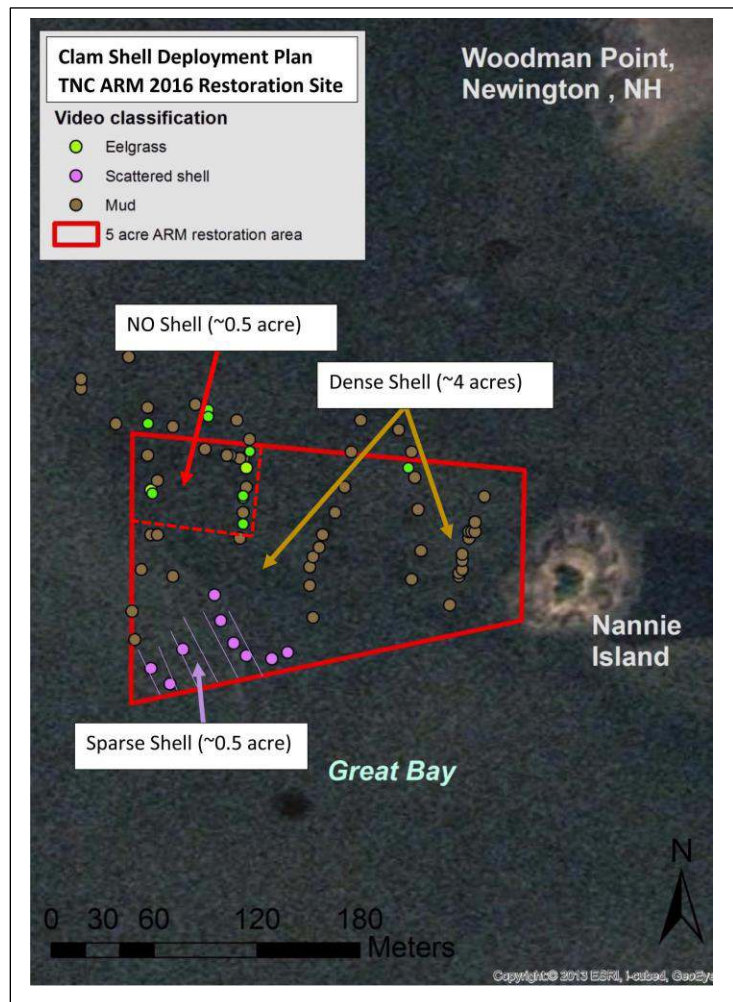 Clam Shell Deployment Plan
TNC ARM 2016 Restoration Site
Video classification
Eelgrass
Scattered shell
Mud
5 acre ARM restoration area
Woodman Point,
Newington , NH
NO Shell (~0.5 acre)
Dense Shell (~4 acres)
Nannie
Island
Sparse Shell (~0.5 acre)
Great Bay
N
0 30 60 120 180
Meters
Copyright:© 2013 ESRI, i-cubed, GeoEye